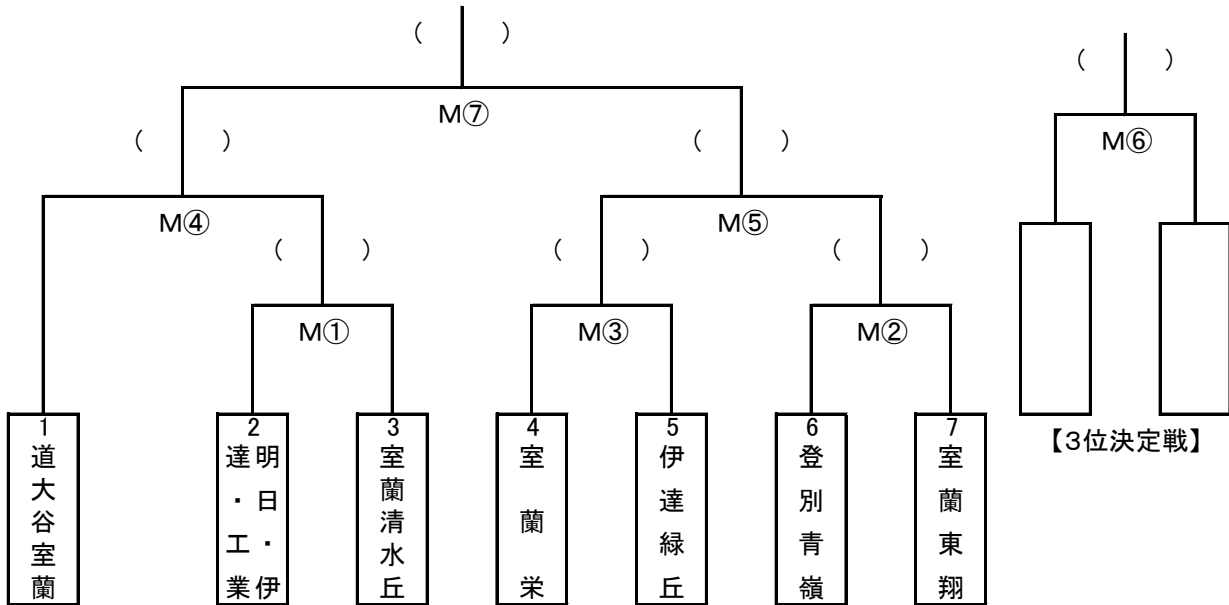 (　)
(　)
M⑦
M⑥
(　)
(　)
M④
M⑤
(　)
(　)
(　)
M①
M③
M②
1
道大谷室蘭
2
明日・伊
達・工業
3
室蘭清水丘
4
室蘭栄
5
伊達緑丘
6
登別青嶺
7
室蘭東翔
【3位決定戦】